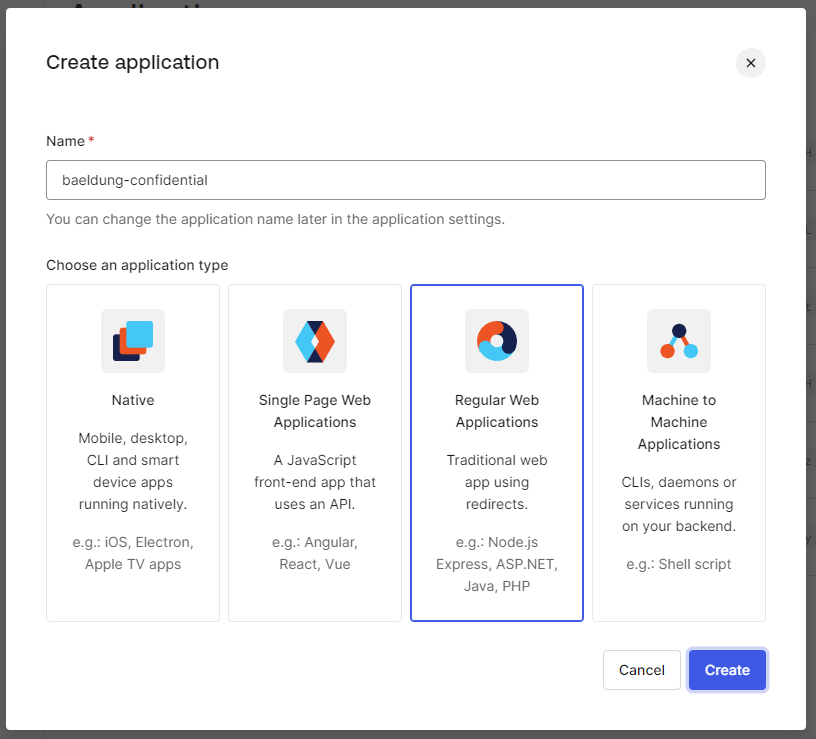 Create application
Name *
baeldung-confidential
You can change the application name later in the application settings.
Choose an application type
Native
Mobile, desktop,
CLI and smart
device apps
running natively.
e.g.: iOS, Electron,
Apple TV apps
Single Page Web
Applications
A JavaScript
front-end app that
uses an API.
e.g.: Angular,
React, Vue
Regular Web
Applications
Traditional web
app using
redirects.
e.g.: Node.js
Express, ASP.NET,
Java, PHP
Machine to
Machine
Applications
CLIs, daemons or
services running
on your backend.
e.g.: Shell script
Cancel
Create